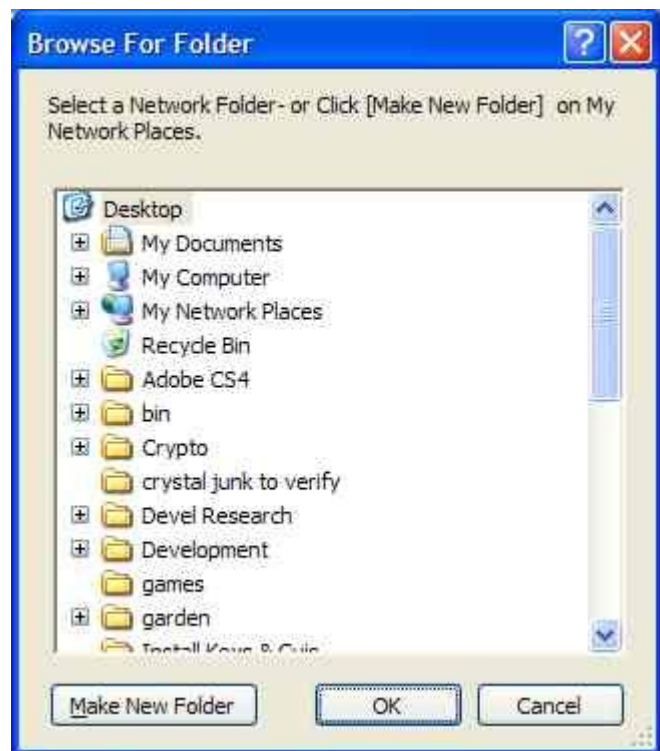 Browse For Folder
Select a Network Folder- or Click [Make New Folder] on My
Network Places.
Desktop
My Documents
My Computer
My Network Places
Recycle Bin
Adobe CS4
bin
Crypto
crystal junk to verify
Devel Research
Development
games
garden
Install Keys &
Make New Folder
OK
Cancel